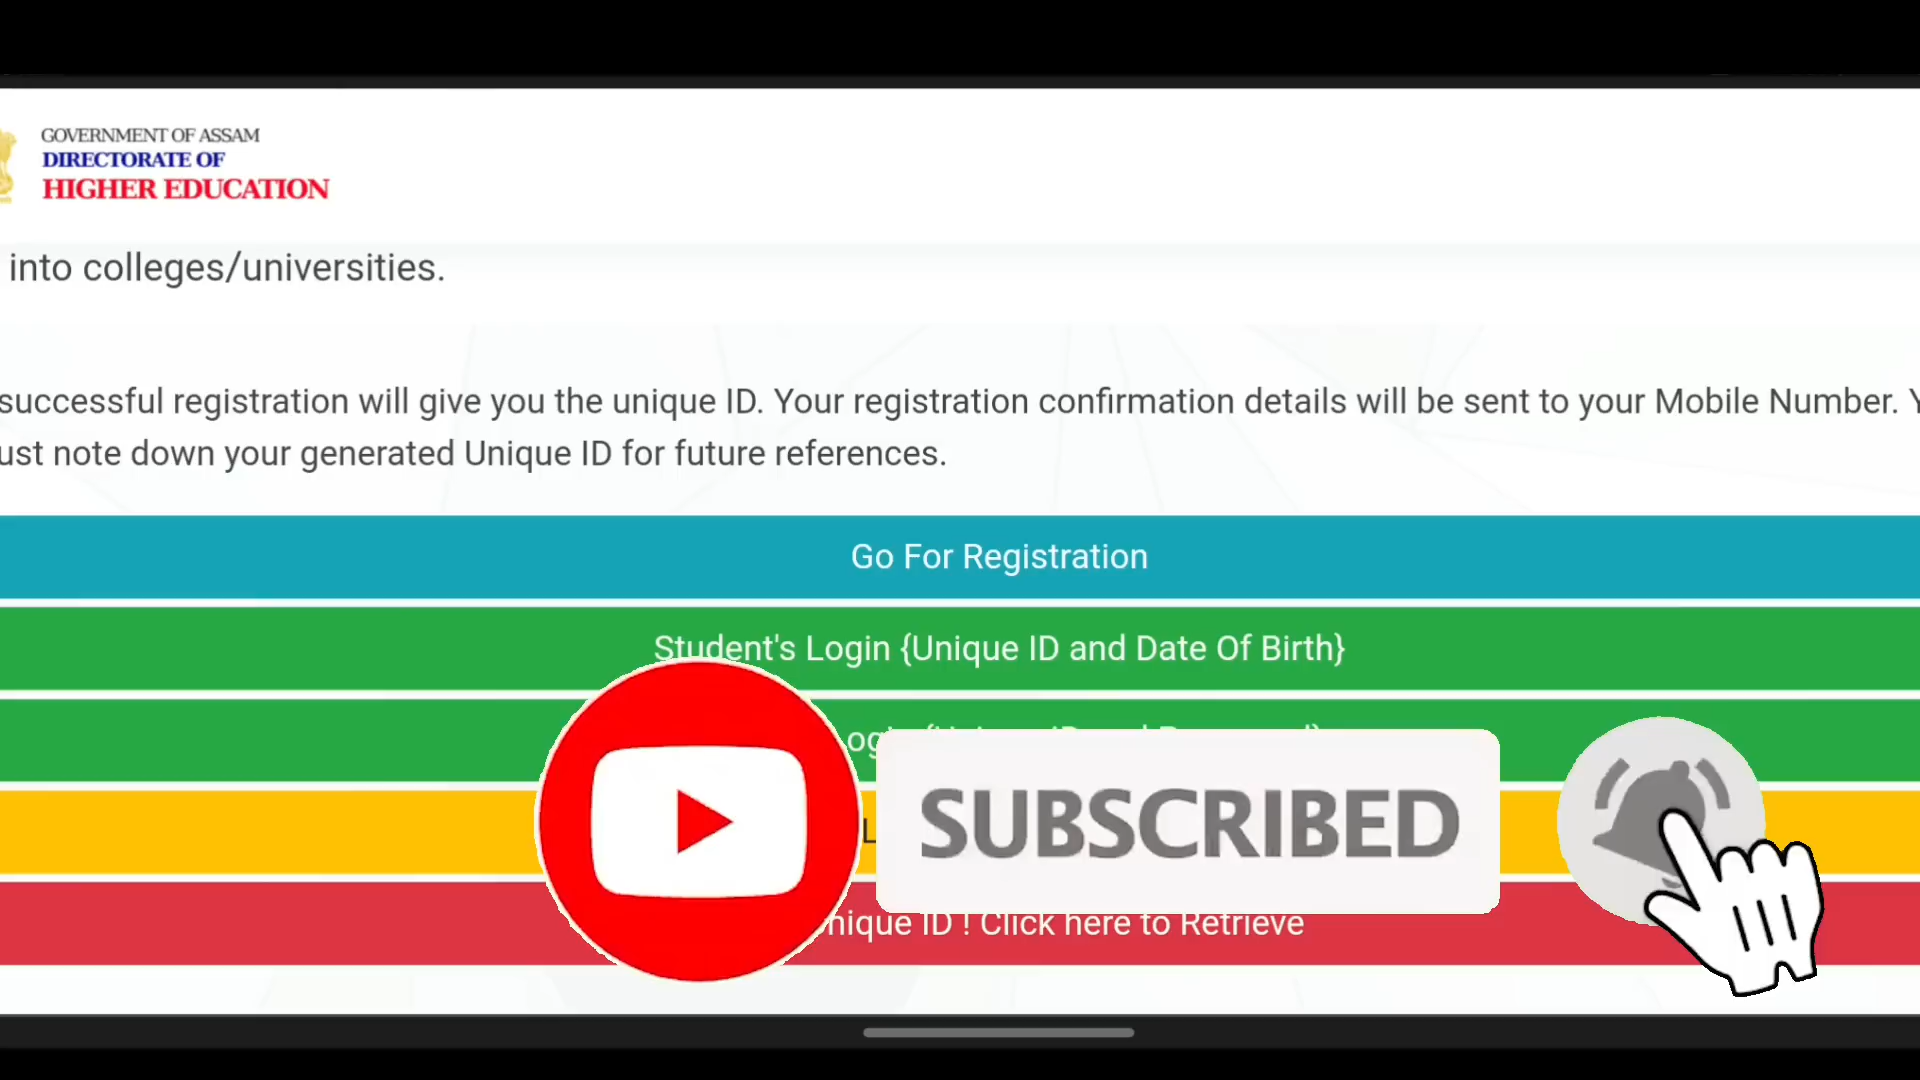 GOVERNMENT OF ASSAM
DIRECTORATE OF
HIGHER EDUCATION
into colleges/universities.
successful registration will give you the unique ID. Your registration confirmation details will be sent to your Mobile Number.
note down your generated Unique ID for future references.
Go For Registration
Student's Login {Unique ID and Date Of Birth}
SUBSCRIBED
ID ! Click here to Retrieve